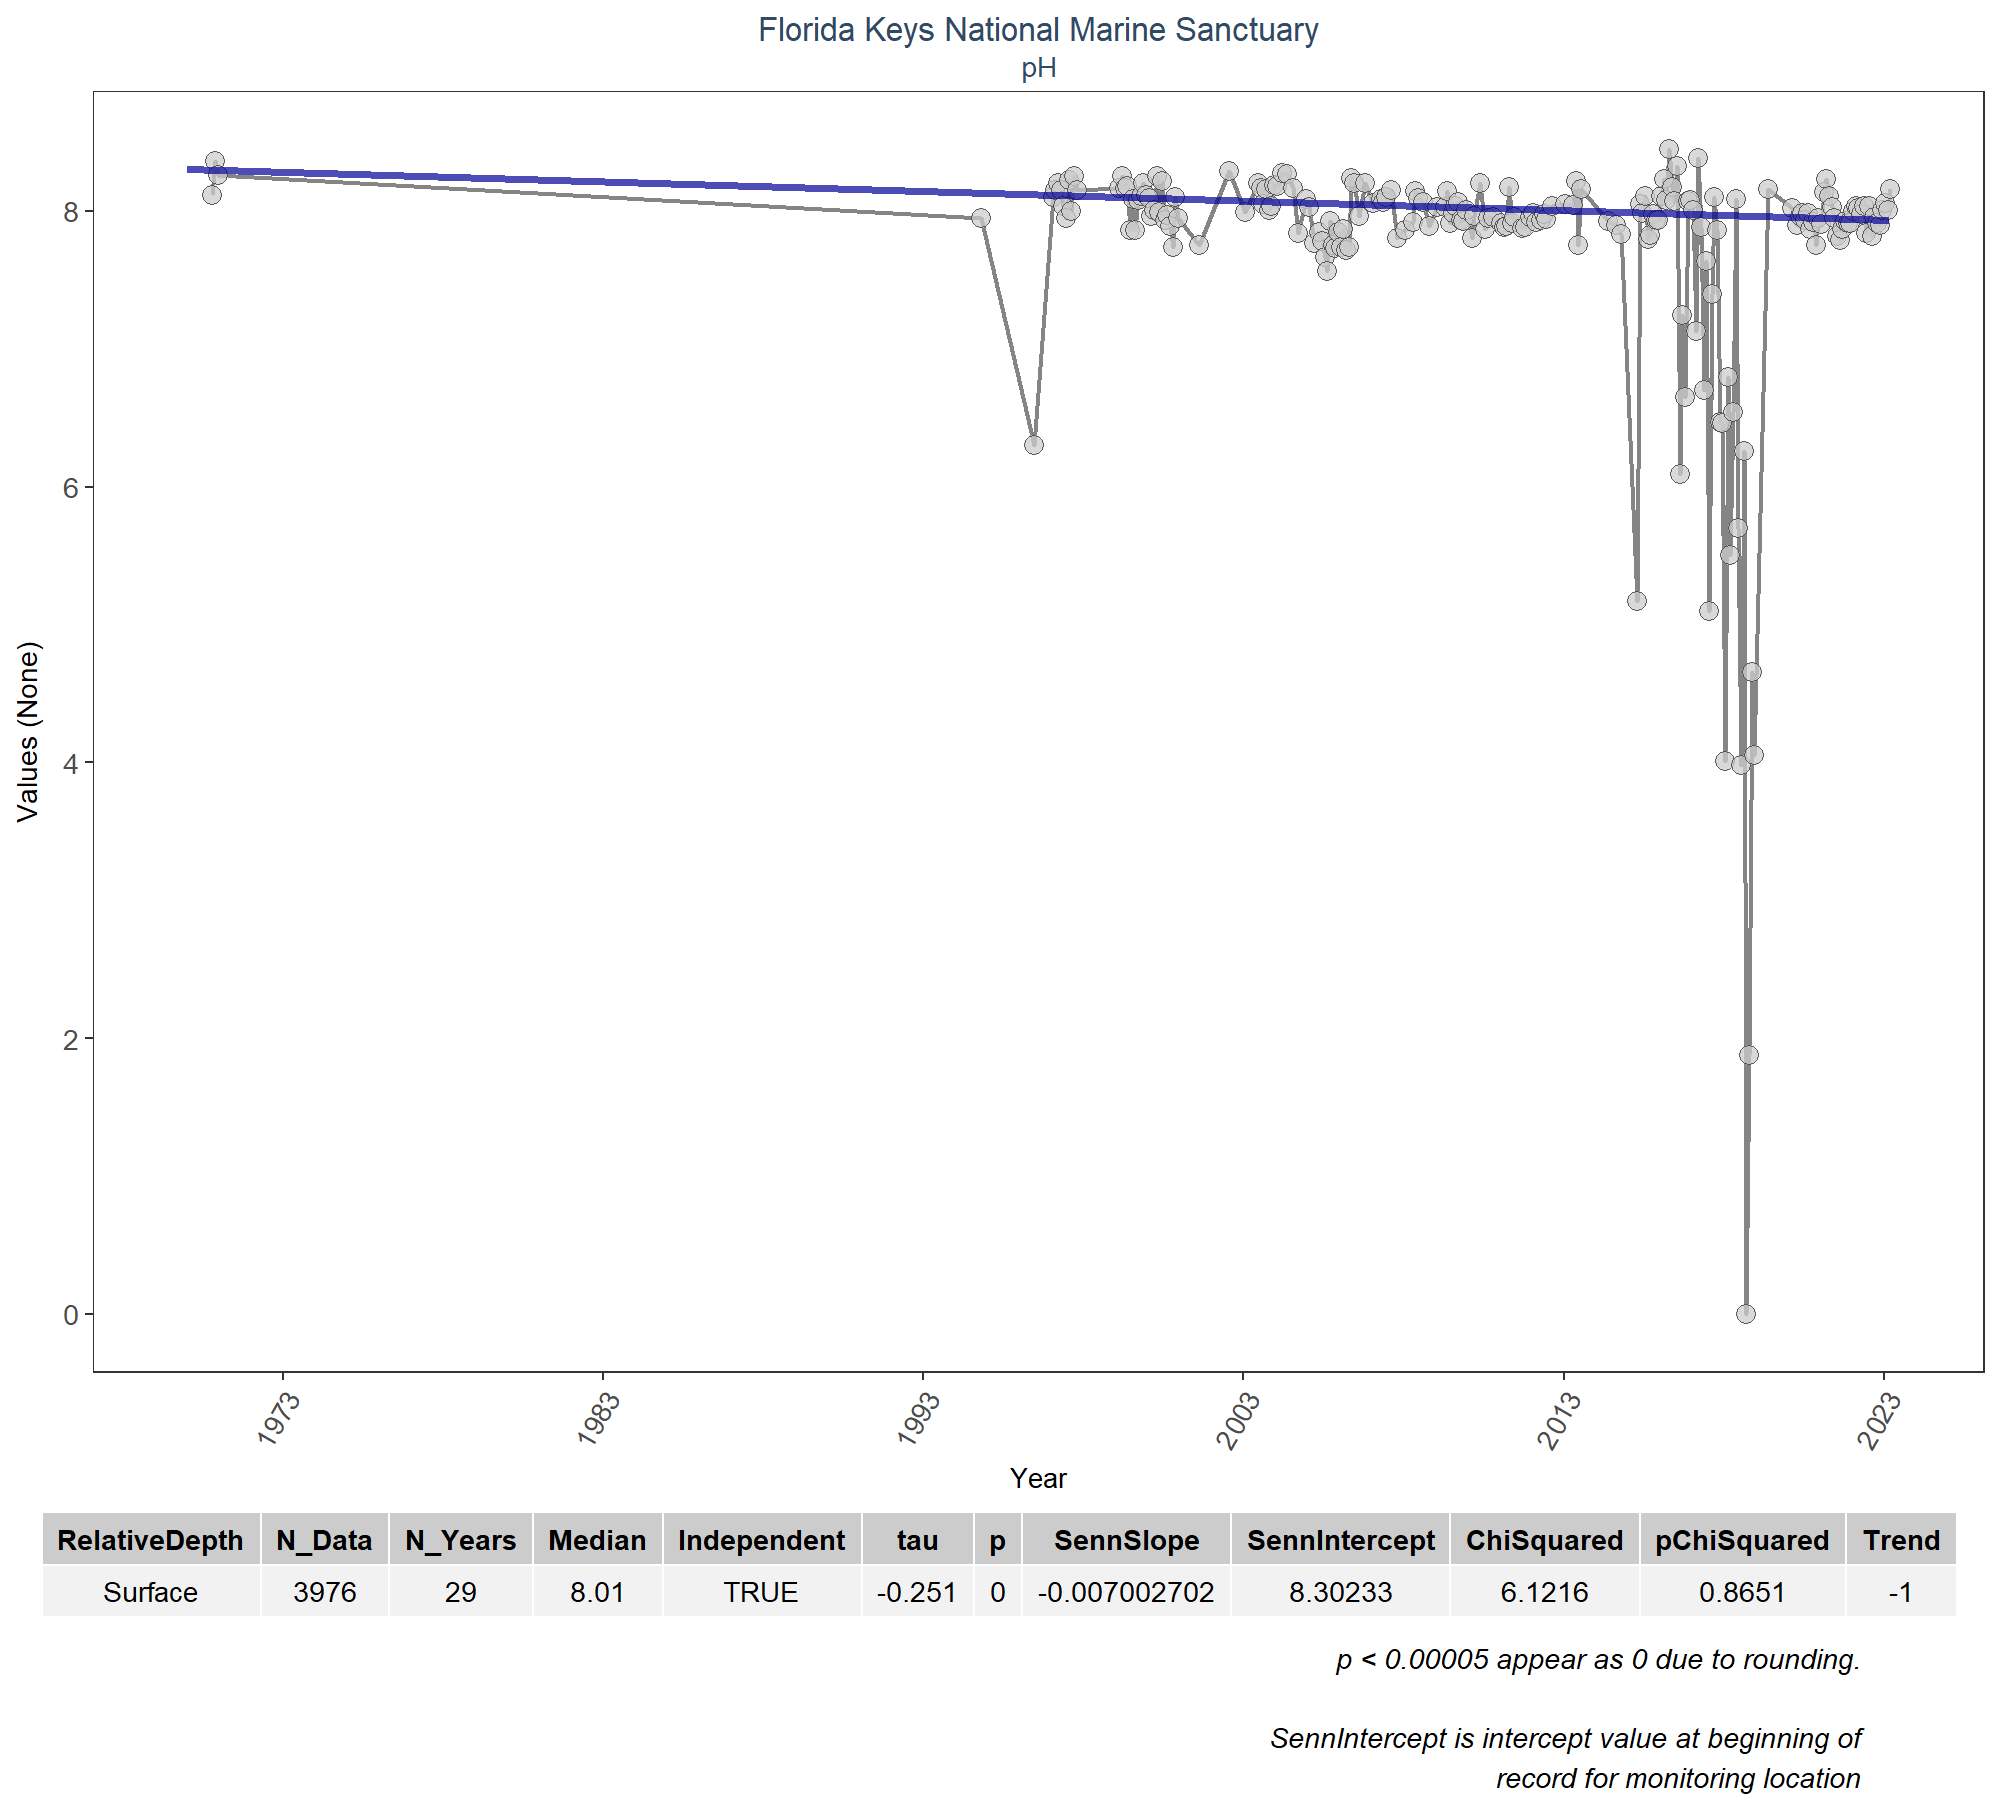 Florida Keys National Marine Sanctuary
pH
8
6
4
2
0
Values (None)
1973 1983 1993 2003 2013 2023
Year
RelativeDepth N_Data N_Years Median Independent tau p SennSlope SennIntercept ChiSquared pChiSquared Trend
Surface 3976 29 8.01 TRUE -0.251 0 -0.007002702 8.30233 6.1216 0.8651 -1
p < 0.00005 appear as 0 due to rounding.
SennIntercept is intercept value at beginning of
record for monitoring location